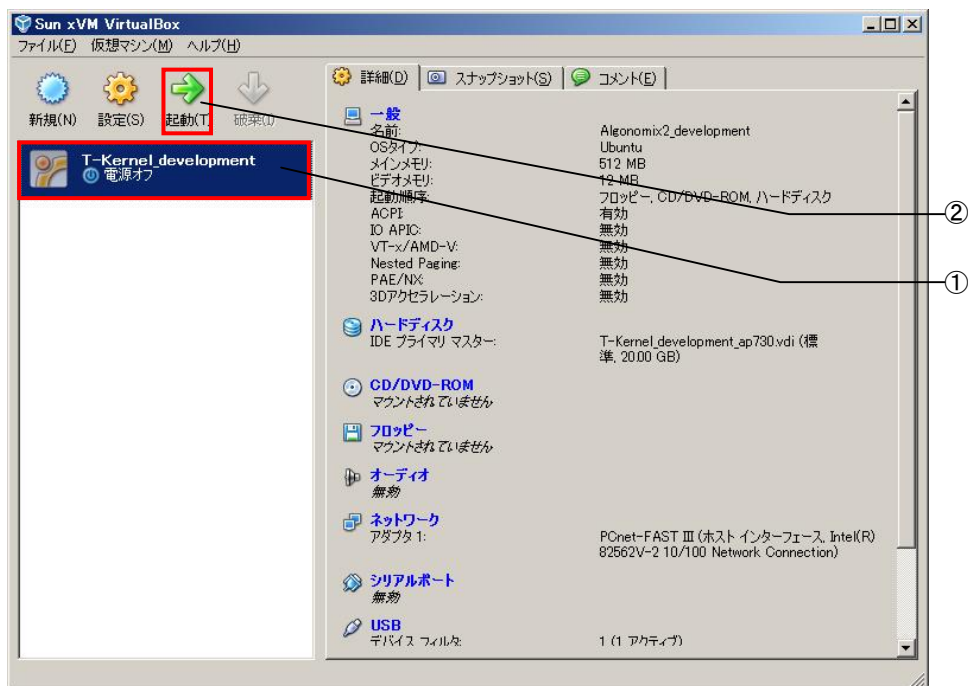 Sun xVM VirtualBox
ファイル(F) 仮想マシン(M) ヘルプ(H)
新規(N) 設定(S) 起動(T) 破棄(I)
T-Kernel_development
電源オフ
詳細(D) スナップショット(S) コメント(E)
一般
名前: Algonomix2_development
OSタイプ: Ubuntu
メインメモリ: 512 MB
ビデオメモリ: 12 MB
起動順序: フロッピー, CD/DVD-ROM, ハードディスク
ACPI: 有効
IO APIC: 無効
VT-x/AMD-V: 無効
Nested Paging: 無効
PAE/NX: 無効
3Dアクセラレーション: 無効
ハードディスク
IDE プライマリ マスター: T-Kernel_development_ap730.vdi (標
準, 20.00 GB)
CD/DVD-ROM
マウントされていません
フロッピー
マウントされていません
オーディオ
無効
ネットワーク
アダプタ 1: PCnet-FAST III (ホスト インターフェース, Intel(R)
82562V-2 10/100 Network Connection)
シリアルポート
無効
USB
デバイス フィルタ: 1 (1 アクティブ)
②
①